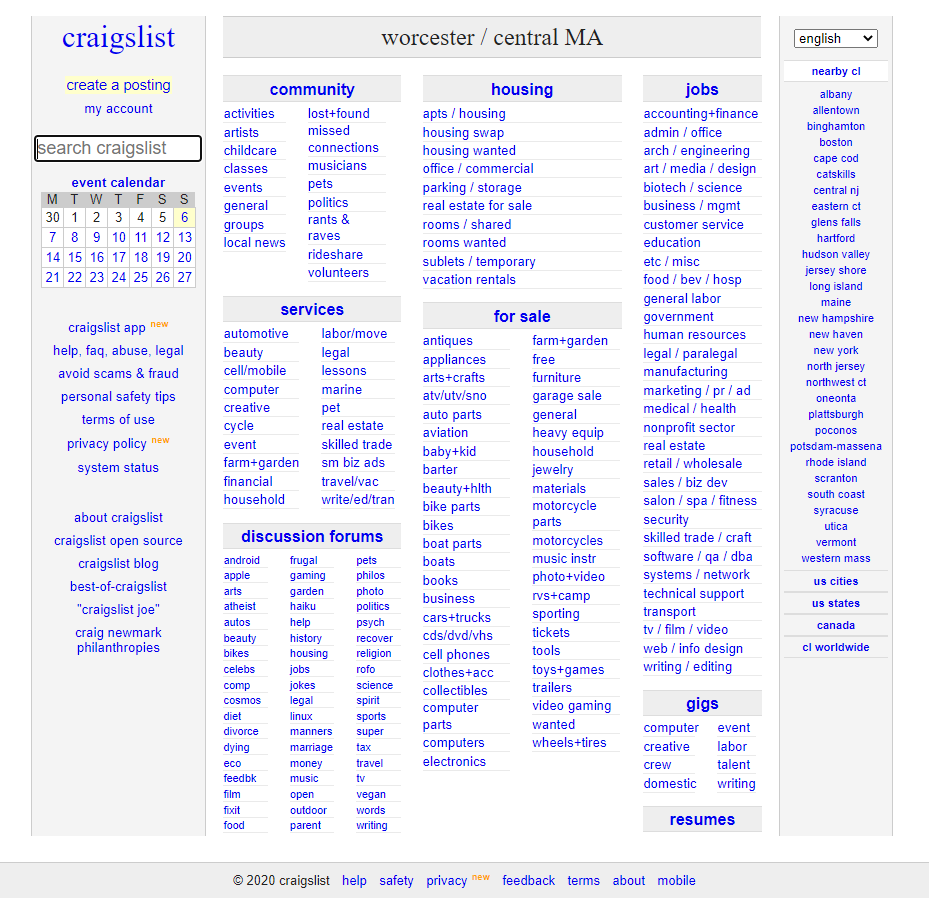 craigslist
create a posting
my account
search craigslist
event calendar
M T W T F S S
30 1 2 3 4 5 6
7 8 9 10 11 12 13
14 15 16 17 18 19 20
21 22 23 24 25 26 27
craigslist app new
help, faq, abuse, legal
avoid scams & fraud
personal safety tips
terms of use
privacy policy new
system status
about craigslist
craigslist open source
craigslist blog
best-of-craigslist
"craigslist joe"
craig newmark
philanthropies
worcester / central MA
community
activities
artists
childcare
classes
events
general
groups
local news
lost+found
missed
connections
musicians
pets
politics
rants &
raves
rideshare
volunteers
services
automotive
beauty
cell/mobile
computer
creative
cycle
event
farm+garden
financial
household
labor/move
legal
lessons
marine
pet
real estate
skilled trade
sm biz ads
travel/vac
write/ed/tran
discussion forums
android
apple
arts
atheist
autos
beauty
bikes
celebs
comp
cosmos
diet
divorce
dying
eco
feedbk
film
fixit
food
frugal
gaming
garden
haiku
help
history
housing
jobs
jokes
legal
linux
manners
marriage
money
music
open
outdoor
parent
pets
philos
photo
politics
psych
recover
religion
rofo
science
spirit
sports
super
tax
travel
tv
vegan
words
writing
housing
apts / housing
housing swap
housing wanted
office / commercial
parking / storage
real estate for sale
rooms / shared
rooms wanted
sublets / temporary
vacation rentals
for sale
antiques
appliances
arts+crafts
atv/utv/sno
auto parts
aviation
baby+kid
barter
beauty+hlth
bike parts
bikes
boat parts
boats
books
business
cars+trucks
cds/dvd/vhs
cell phones
clothes+acc
collectibles
computer
parts
computers
electronics
farm+garden
free
furniture
garage sale
general
heavy equip
household
jewelry
materials
motorcycle
parts
motorcycles
music instr
photo+video
rvs+camp
sporting
tickets
tools
toys+games
trailers
video gaming
wanted
wheels+tires
jobs
accounting+finance
admin / office
arch / engineering
art / media / design
biotech / science
business / mgmt
customer service
education
etc / misc
food / bev / hosp
general labor
government
human resources
legal / paralegal
manufacturing
marketing / pr / ad
medical / health
nonprofit sector
real estate
retail / wholesale
sales / biz dev
salon / spa / fitness
security
skilled trade / craft
software / qa / dba
systems / network
technical support
transport
tv / film / video
web / info design
writing / editing
gigs
computer
creative
crew
domestic
event
labor
talent
writing
resumes
english
nearby cl
albany
allentown
binghamton
boston
cape cod
catskills
central nj
eastern ct
glens falls
hartford
hudson valley
jersey shore
long island
maine
new hampshire
new haven
new york
north jersey
northwest ct
oneonta
plattsburgh
poconos
potsdam-massena
rhode island
scranton
south coast
syracuse
utica
vermont
western mass
us cities
us states
canada
cl worldwide
© 2020 craigslist help safety privacy new feedback terms about mobile